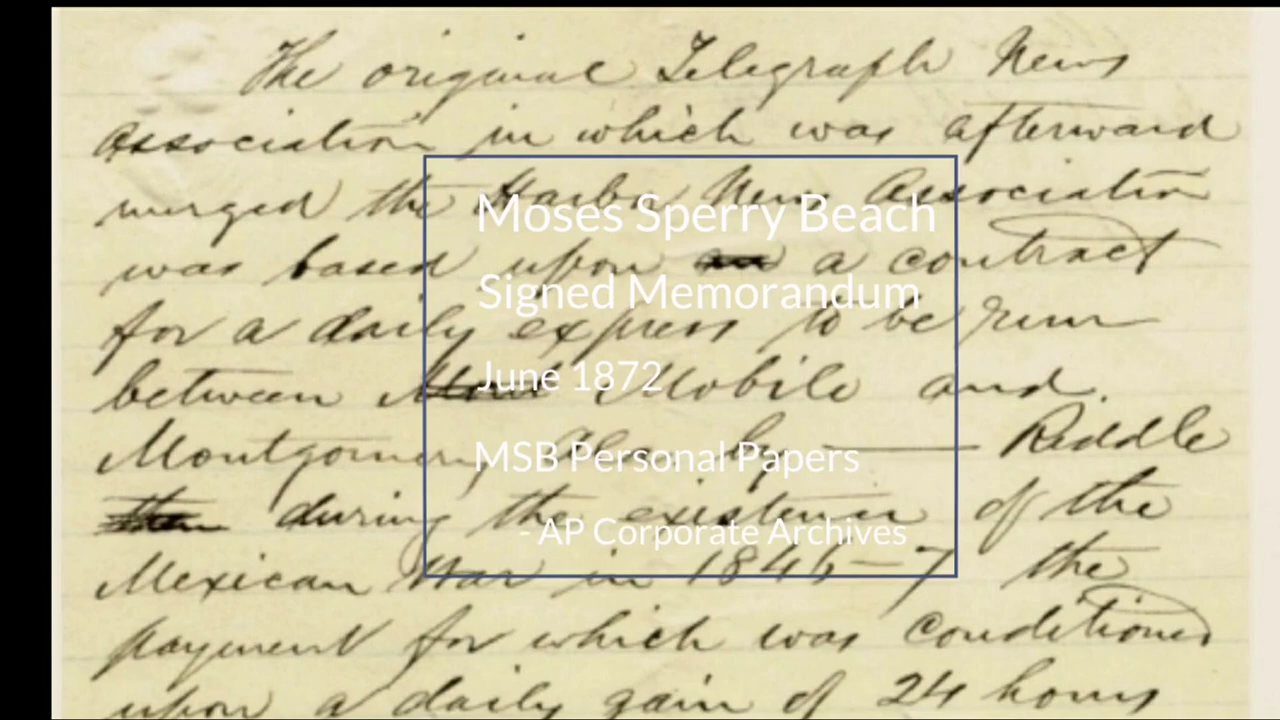 The original Telegraph News
Association in which was afterward
merged the Harbor News Association
was based upon a contract
for a daily express to be run
between Mobile and.
Montgomery Ala. by —— Riddle
during the existence of the
Mexican War in 1846–7 the
payment for which was conditioned
upon a daily gain of 24 hours
Moses Sperry Beach
Signed Memorandum
June 1872
MSB Personal Papers
- AP Corporate Archives